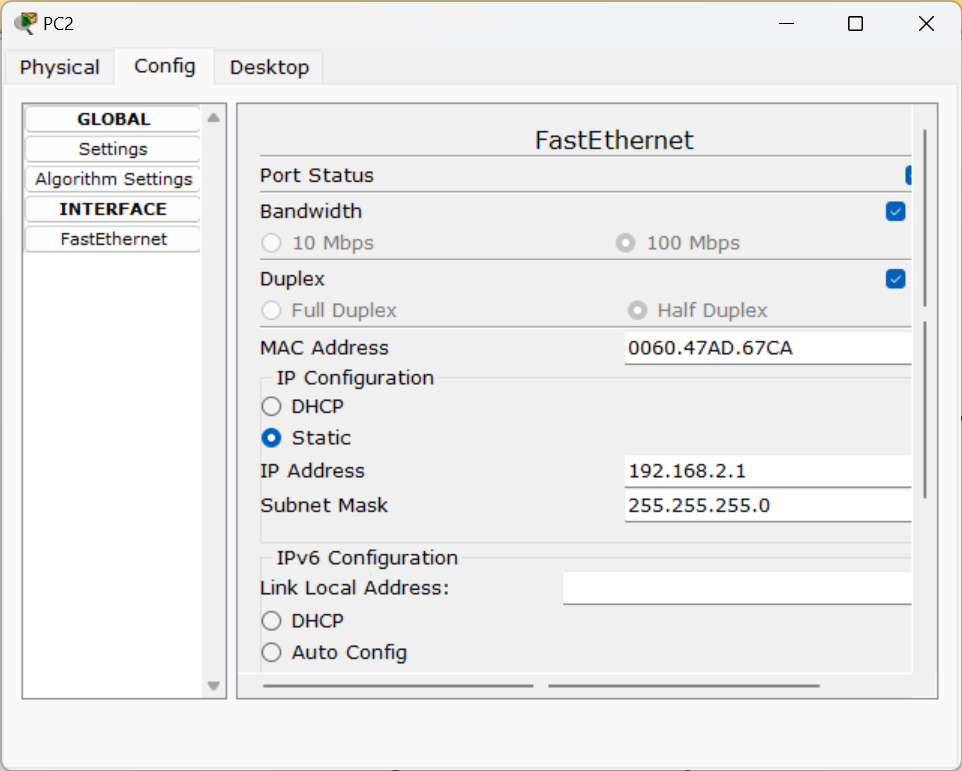 PC2
Physical Config Desktop
GLOBAL
Settings
Algorithm Settings
INTERFACE
FastEthernet
FastEthernet
Port Status
Bandwidth
10 Mbps 100 Mbps
Duplex
Full Duplex Half Duplex
MAC Address 0060.47AD.67CA
IP Configuration
DHCP
Static
IP Address 192.168.2.1
Subnet Mask 255.255.255.0
IPv6 Configuration
Link Local Address:
DHCP
Auto Config